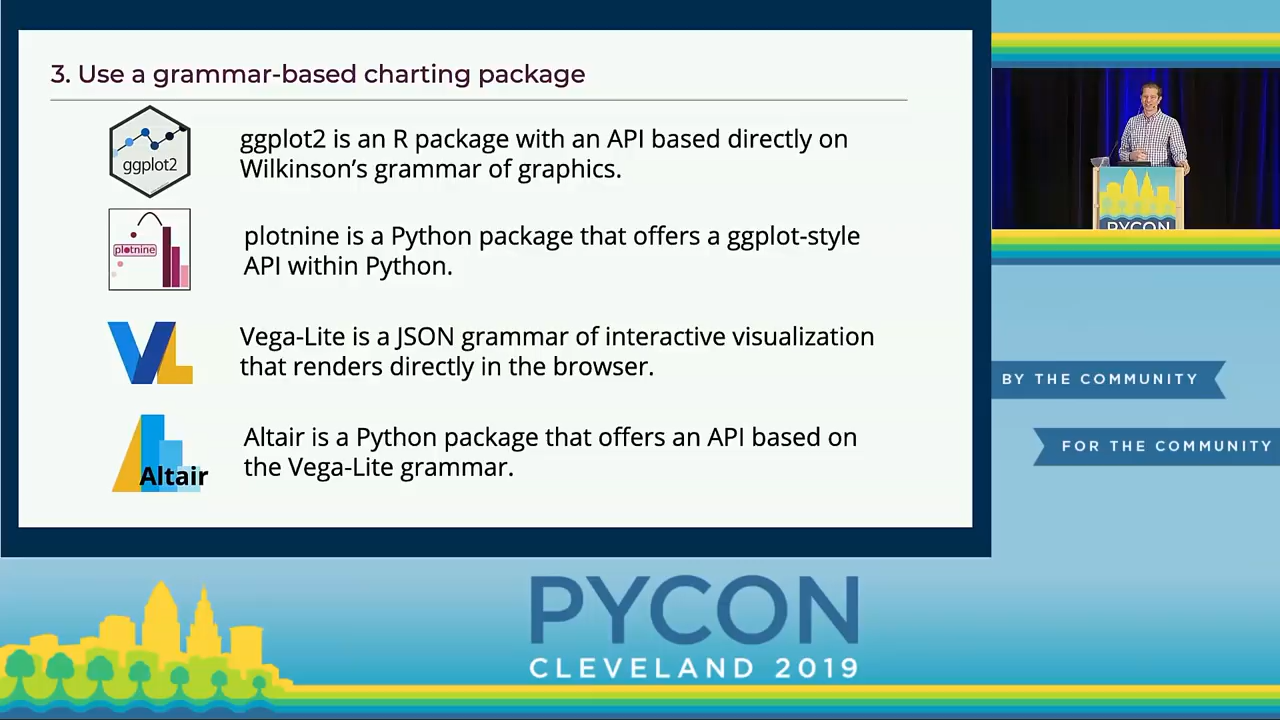 3. Use a grammar-based charting package
ggplot2
ggplot2 is an R package with an API based directly on
Wilkinson’s grammar of graphics.
plotnine
plotnine is a Python package that offers a ggplot-style
API within Python.
VL
Vega-Lite is a JSON grammar of interactive visualization
that renders directly in the browser.
Altair
Altair is a Python package that offers an API based on
the Vega-Lite grammar.
PYCON
BY THE COMMUNITY
FOR THE COMMUNITY
PYCON
CLEVELAND 2019